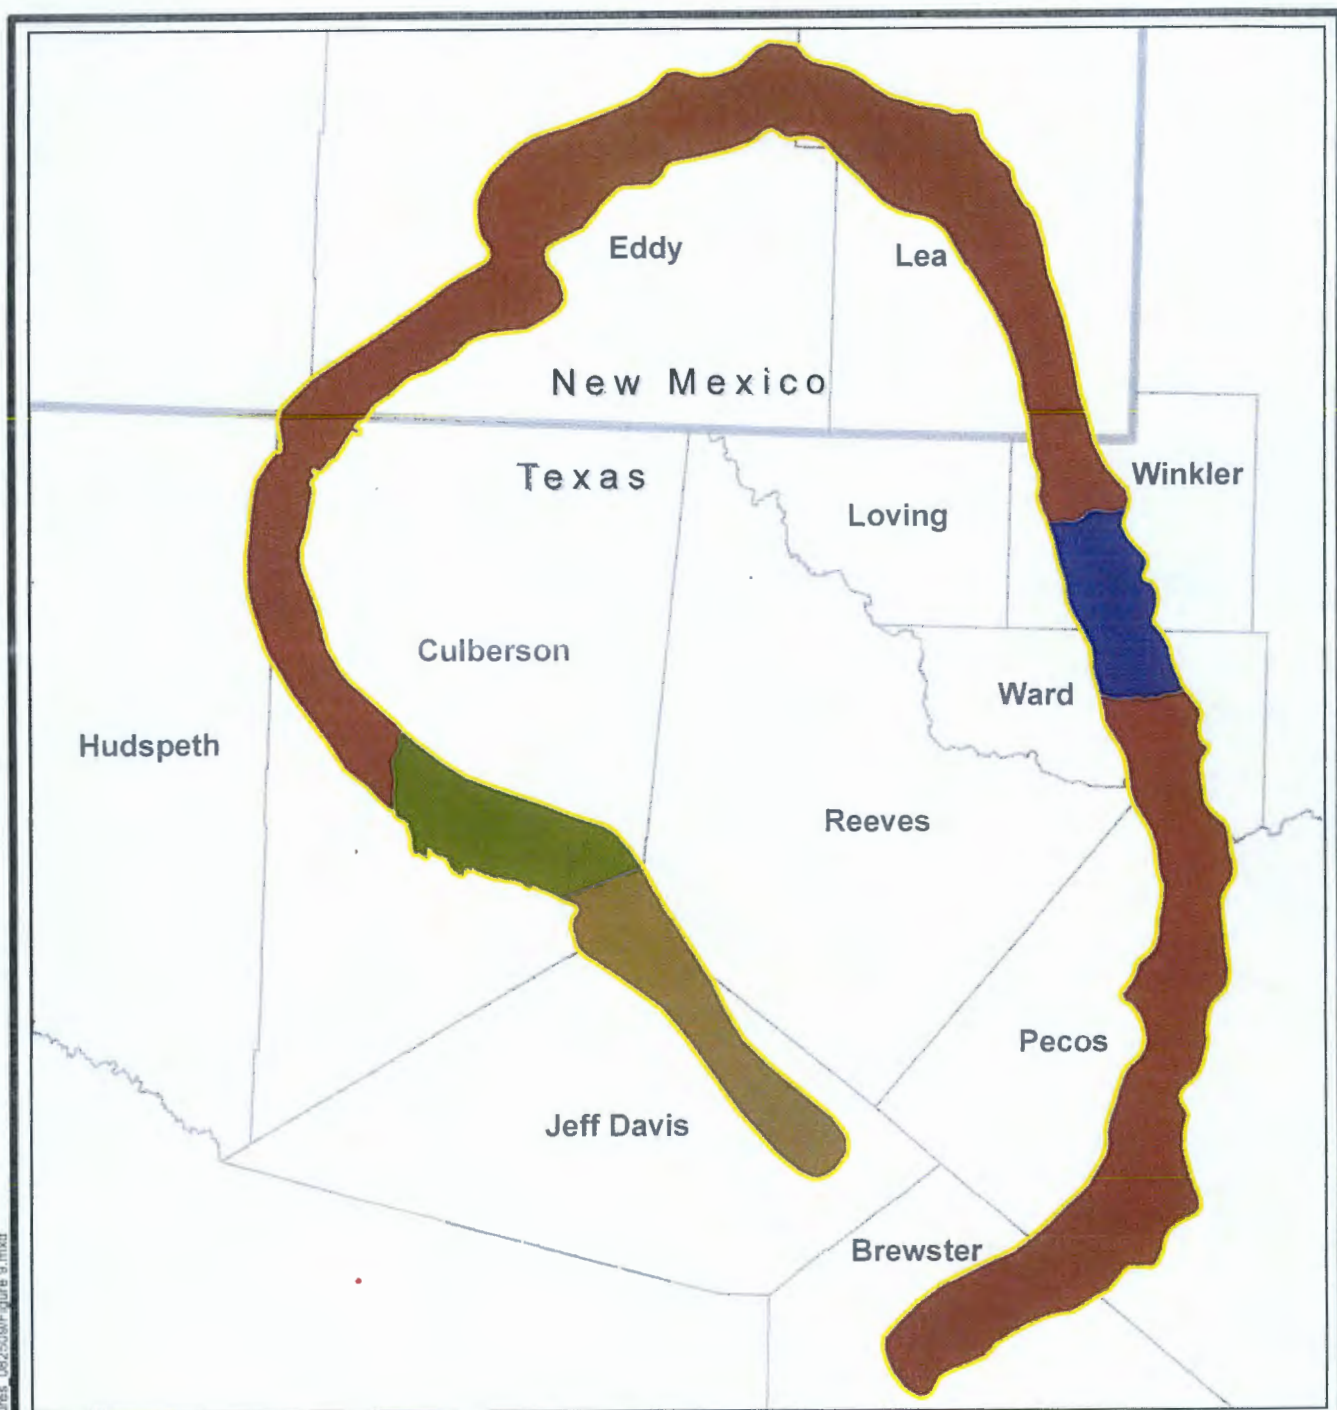 Eddy
Lea
New Mexico
Texas
Winkler
Loving
Culberson
Ward
Hudspeth
Reeves
Pecos
Jeff Davis
Brewster